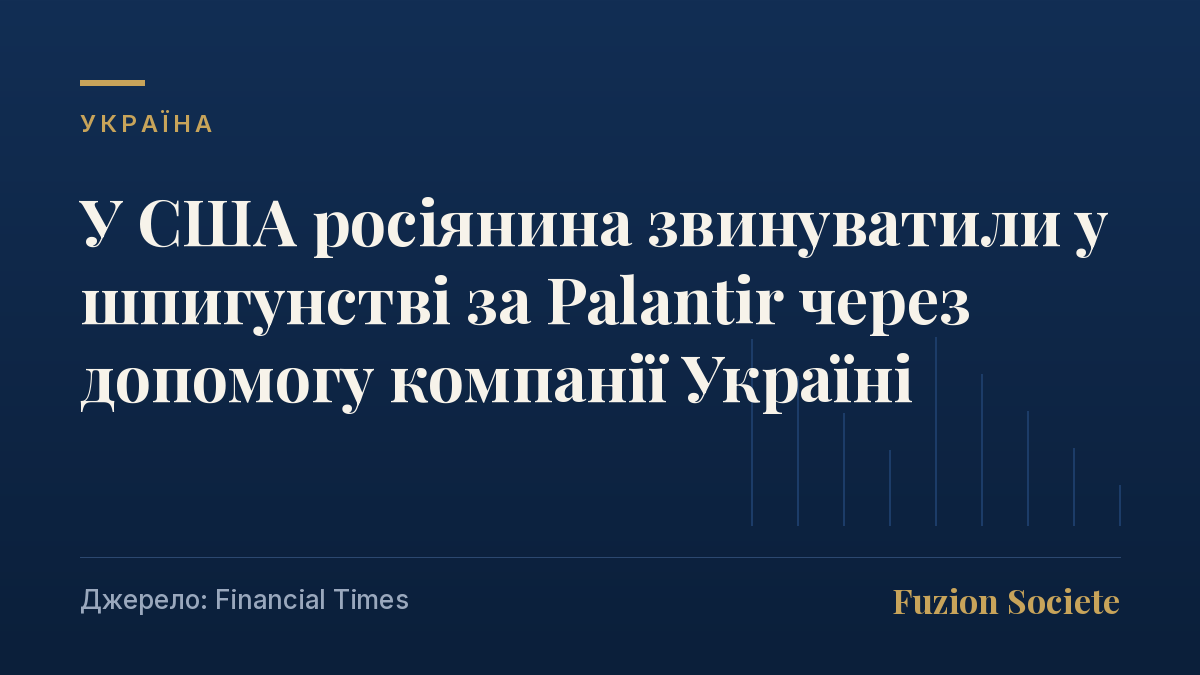 УКРАЇНА
У США росіянина звинуватили у
шпигунстві за Palantir через
допомогу компанії Україні
Джерело: Financial Times
Fuzion Societe